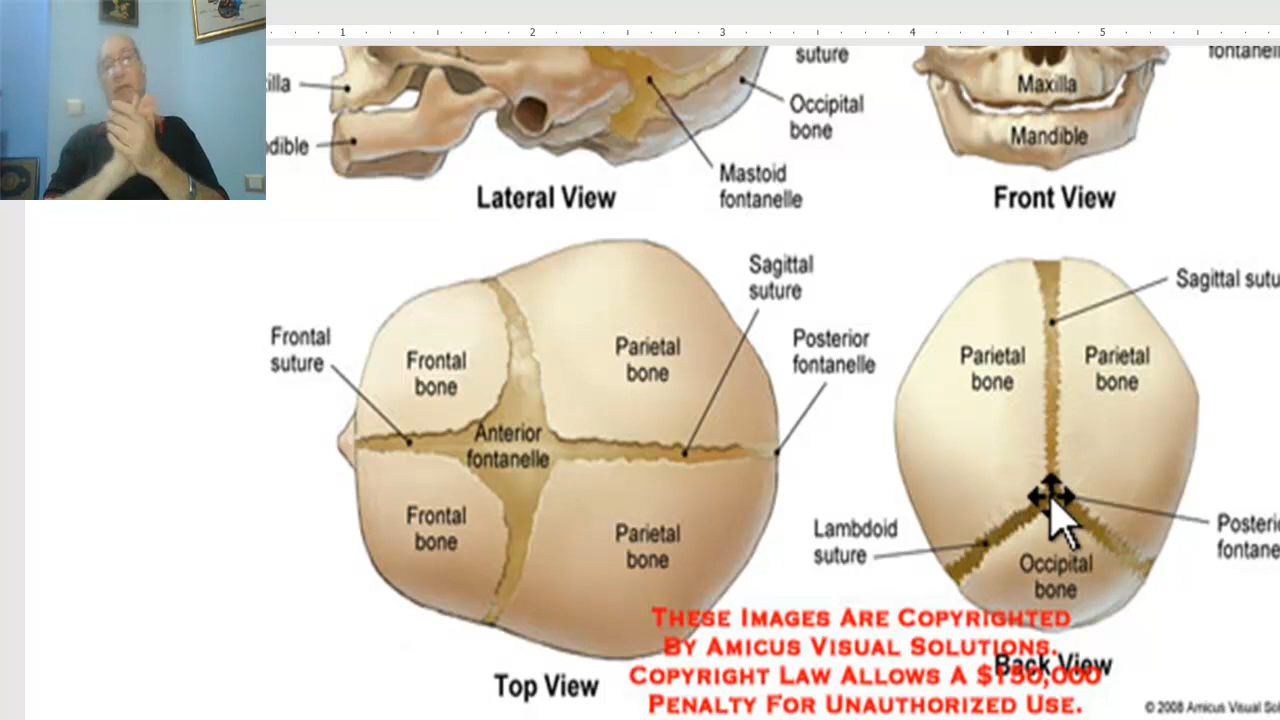 1 2 3 4 5
suture
fontanelle
illa
Maxilla
Occipital
bone
dible
Mandible
Mastoid
fontanelle
Lateral View
Front View
Sagittal
suture
Sagittal sutu
Frontal
suture
Posterior
fontanelle
Frontal
bone
Parietal
bone
Parietal
bone
Parietal
bone
Anterior
fontanelle
Frontal
bone
Parietal
bone
Lambdoid
suture
Posteri
fontane
Occipital
bone
THESE IMAGES ARE COPYRIGHTED
BY AMICUS VISUAL SOLUTIONS.
COPYRIGHT LAW ALLOWS A $150,000
PENALTY FOR UNAUTHORIZED USE.
Top View
Back View
© 2008 Amicus Visual Sol